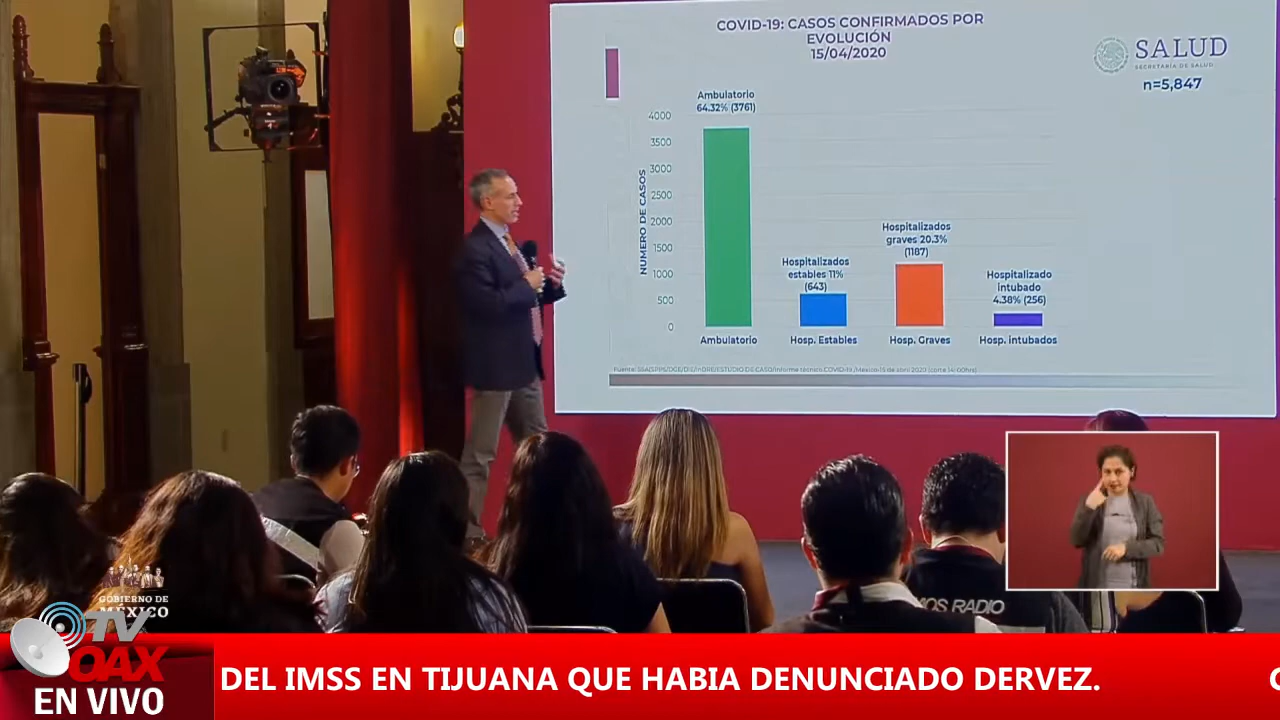 COVID-19: CASOS CONFIRMADOS POR
EVOLUCIÓN
15/04/2020
SALUD
SECRETARÍA DE SALUD
n=5,847
Ambulatorio
64.32% (3761)
Hospitalizados
estables 11%
(643)
Hospitalizados
graves 20.3%
(1187)
Hospitalizado
intubado
4.38% (256)
NÚMERO DE CASOS
4000
3500
3000
2500
2000
1500
1000
500
0
Ambulatorio
Hosp. Estables
Hosp. Graves
Hosp. intubados
MOS RADIO
GOBIERNO DE
MÉXICO
TV
OAX
EN VIVO
DEL IMSS EN TIJUANA QUE HABIA DENUNCIADO DERVEZ.